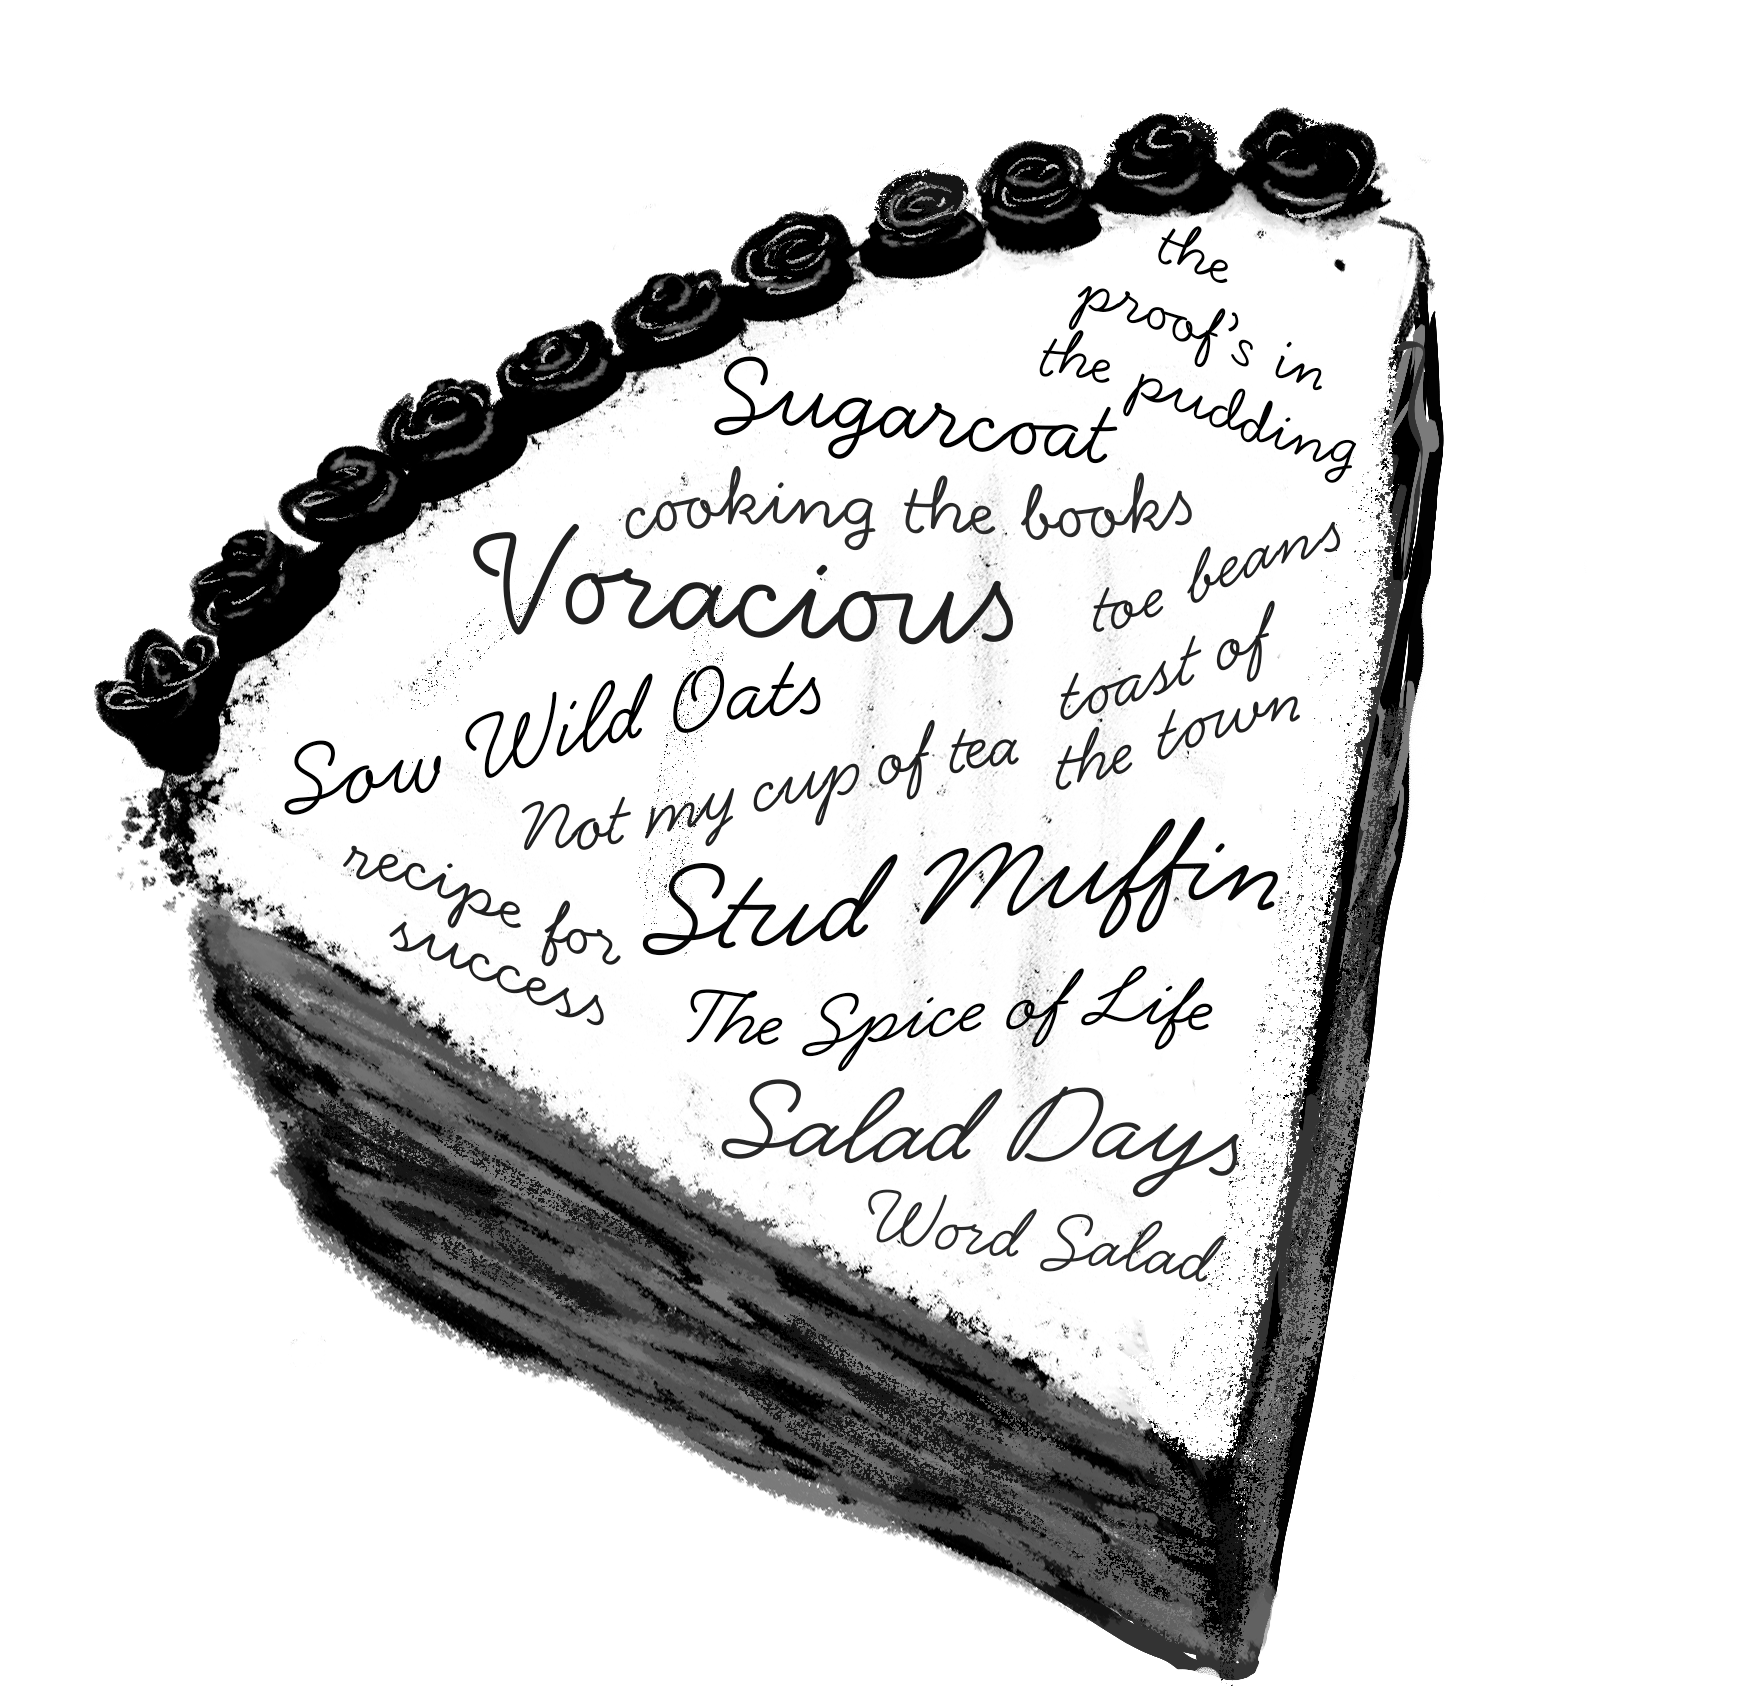 the
proof's in
the pudding
Sugarcoat
cooking the books
Voracious
toe beans
toast of
the town
Sow Wild Oats
Not my cup of tea
Stud Muffin
recipe for
success
The Spice of Life
Salad Days
Word Salad